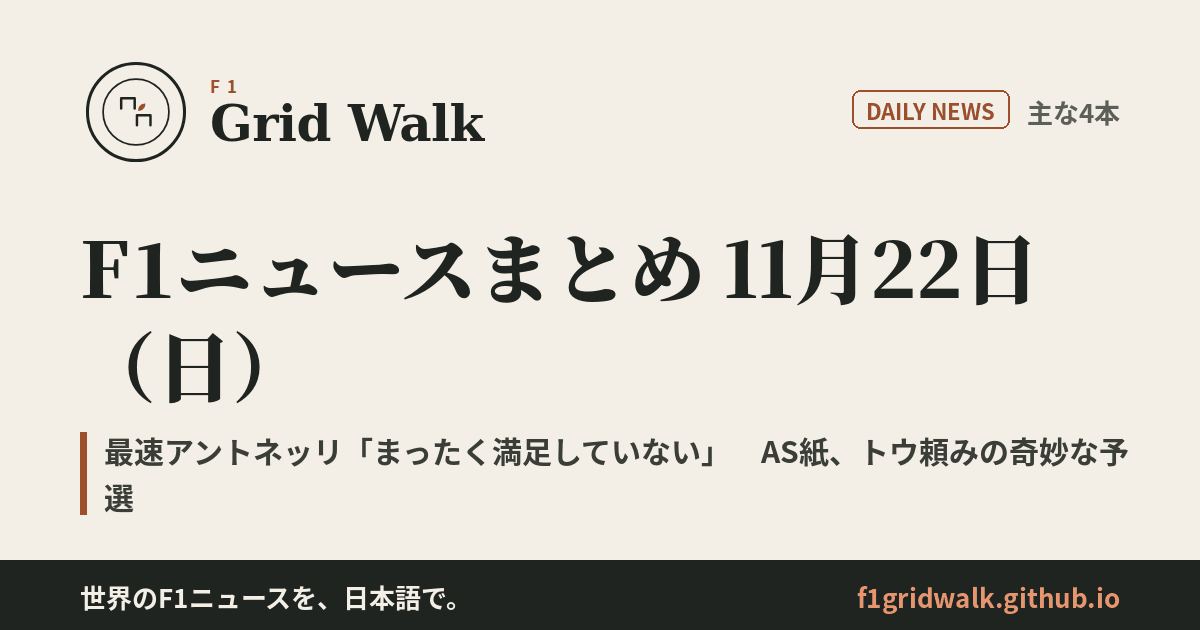 F1
Grid Walk
DAILY NEWS
主な4本
F1ニュースまとめ 11月22日
（日）
最速アントネッリ「まったく満足していない」　AS紙、トウ頼みの奇妙な予
選
世界のF1ニュースを、日本語で。
f1gridwalk.github.io